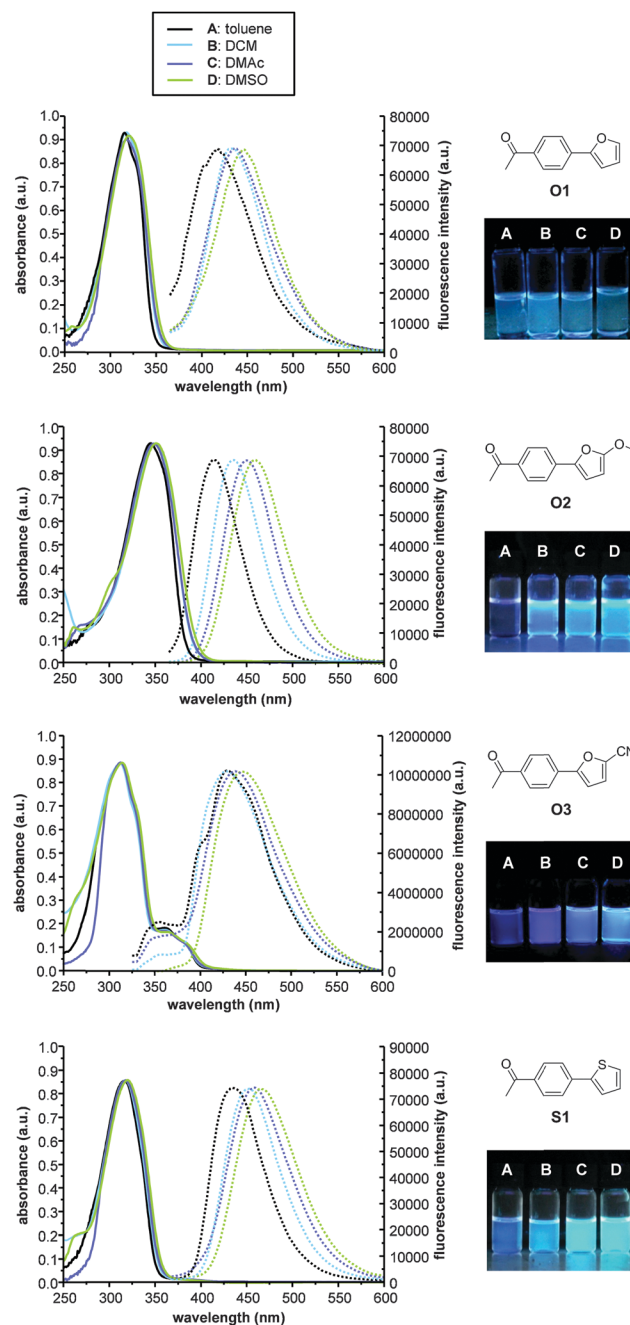 A: toluene
B: DCM
C: DMAc
D: DMSO
absorbance (a.u.)
1.0
0.9
0.8
0.7
0.6
0.5
0.4
0.3
0.2
0.1
0.0
250 300 350 400 450 500 550 600
wavelength (nm)
80000
70000
60000
50000
40000
30000
20000
10000
0
fluorescence intensity (a.u.)
O
O
O1
A B C D
absorbance (a.u.)
1.0
0.9
0.8
0.7
0.6
0.5
0.4
0.3
0.2
0.1
0.0
250 300 350 400 450 500 550 600
wavelength (nm)
80000
70000
60000
50000
40000
30000
20000
10000
0
fluorescence intensity (a.u.)
O
O
O
O2
A B C D
absorbance (a.u.)
1.0
0.9
0.8
0.7
0.6
0.5
0.4
0.3
0.2
0.1
0.0
250 300 350 400 450 500 550 600
wavelength (nm)
12000000
10000000
8000000
6000000
4000000
2000000
0
fluorescence intensity (a.u.)
O
O
CN
O3
A B C D
absorbance (a.u.)
1.0
0.9
0.8
0.7
0.6
0.5
0.4
0.3
0.2
0.1
0.0
250 300 350 400 450 500 550 600
wavelength (nm)
90000
80000
70000
60000
50000
40000
30000
20000
10000
0
fluorescence intensity (a.u.)
O
S
S1
A B C D